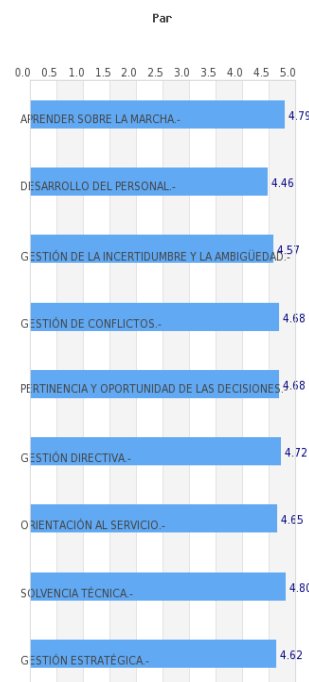 Par
0.0 0.5 1.0 1.5 2.0 2.5 3.0 3.5 4.0 4.5 5.0
4.79
APRENDER SOBRE LA MARCHA.-
4.46
DESARROLLO DEL PERSONAL.-
4.57
GESTIÓN DE LA INCERTIDUMBRE Y LA AMBIGÜEDAD.-
4.68
GESTIÓN DE CONFLICTOS.-
4.68
PERTINENCIA Y OPORTUNIDAD DE LAS DECISIONES.-
4.72
GESTIÓN DIRECTIVA.-
4.65
ORIENTACIÓN AL SERVICIO.-
4.80
SOLVENCIA TÉCNICA.-
4.62
GESTIÓN ESTRATÉGICA.-